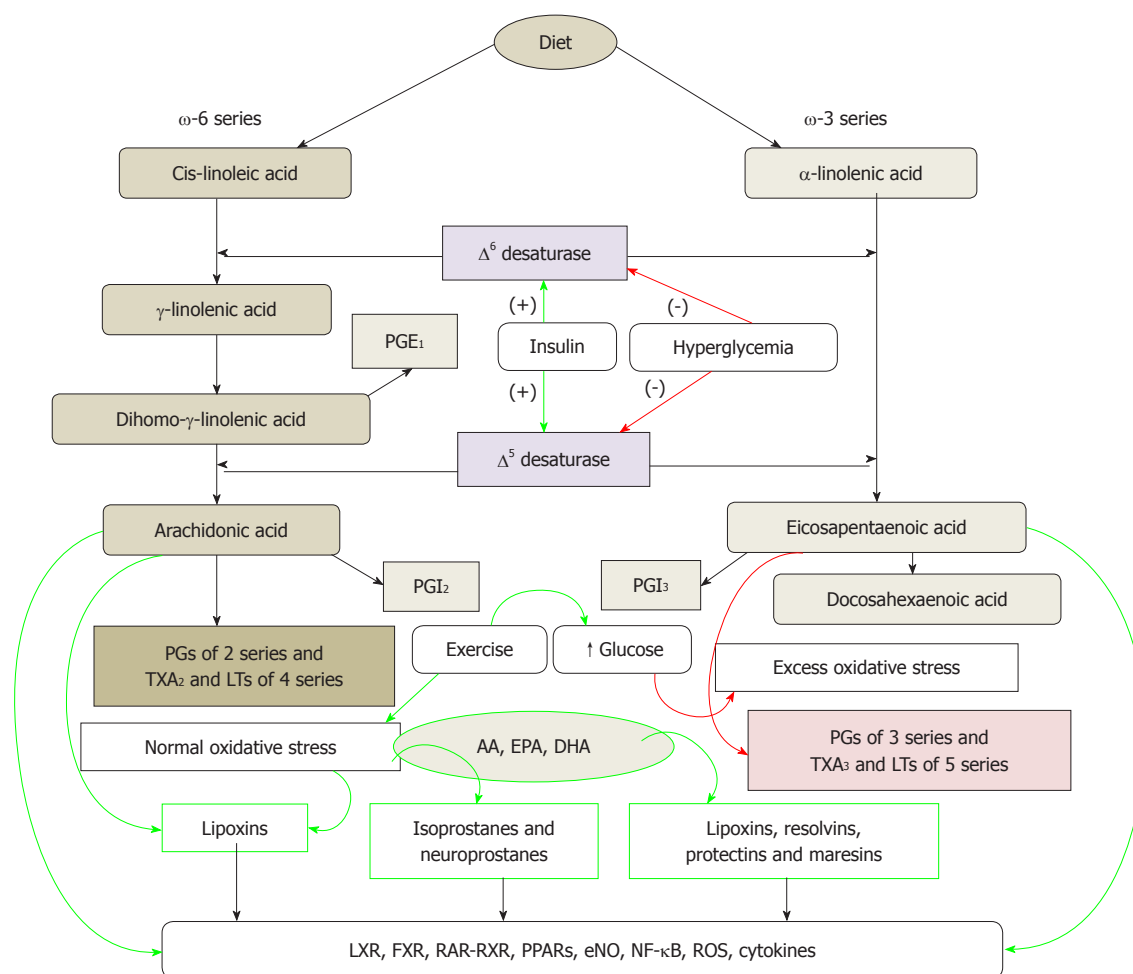 Diet
ω-6 series
ω-3 series
Cis-linoleic acid
α-linolenic acid
Δ⁶ desaturase
γ-linolenic acid
(+)
(-)
PGE₁
Insulin
Hyperglycemia
(+)
(-)
Dihomo-γ-linolenic acid
Δ⁵ desaturase
Arachidonic acid
Eicosapentaenoic acid
PGI₂
PGI₃
Docosahexaenoic acid
PGs of 2 series and
TXA₂ and LTs of 4 series
Exercise
↑ Glucose
Excess oxidative stress
Normal oxidative stress
AA, EPA, DHA
PGs of 3 series and
TXA₃ and LTs of 5 series
Lipoxins
Isoprostanes and
neuroprostanes
Lipoxins, resolvins,
protectins and maresins
LXR, FXR, RAR-RXR, PPARs, eNO, NF-κB, ROS, cytokines